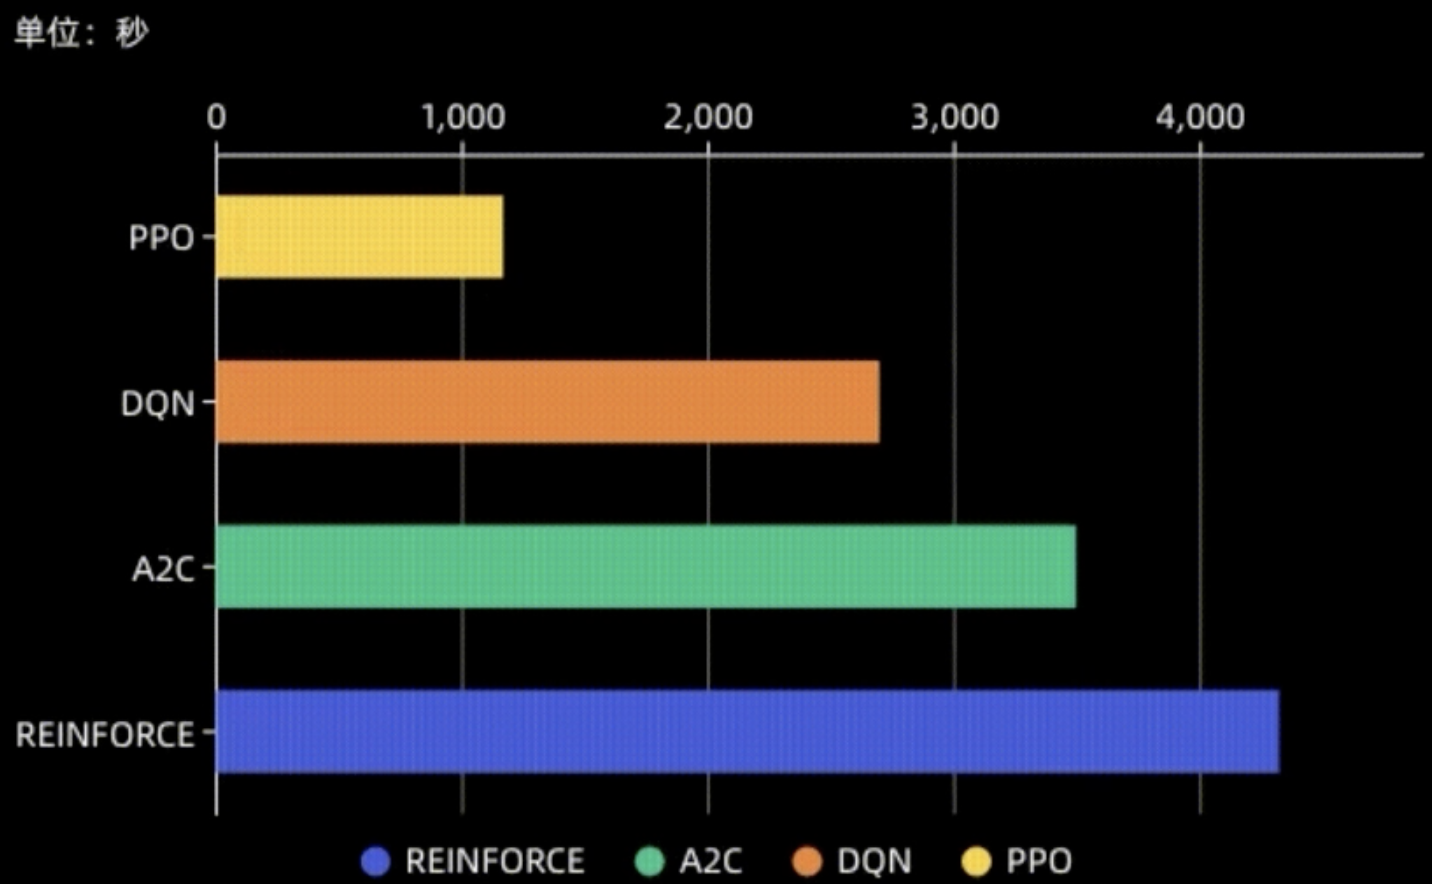 单位：秒
0 1,000 2,000 3,000 4,000
PPO
DQN
A2C
REINFORCE
REINFORCE A2C DQN PPO